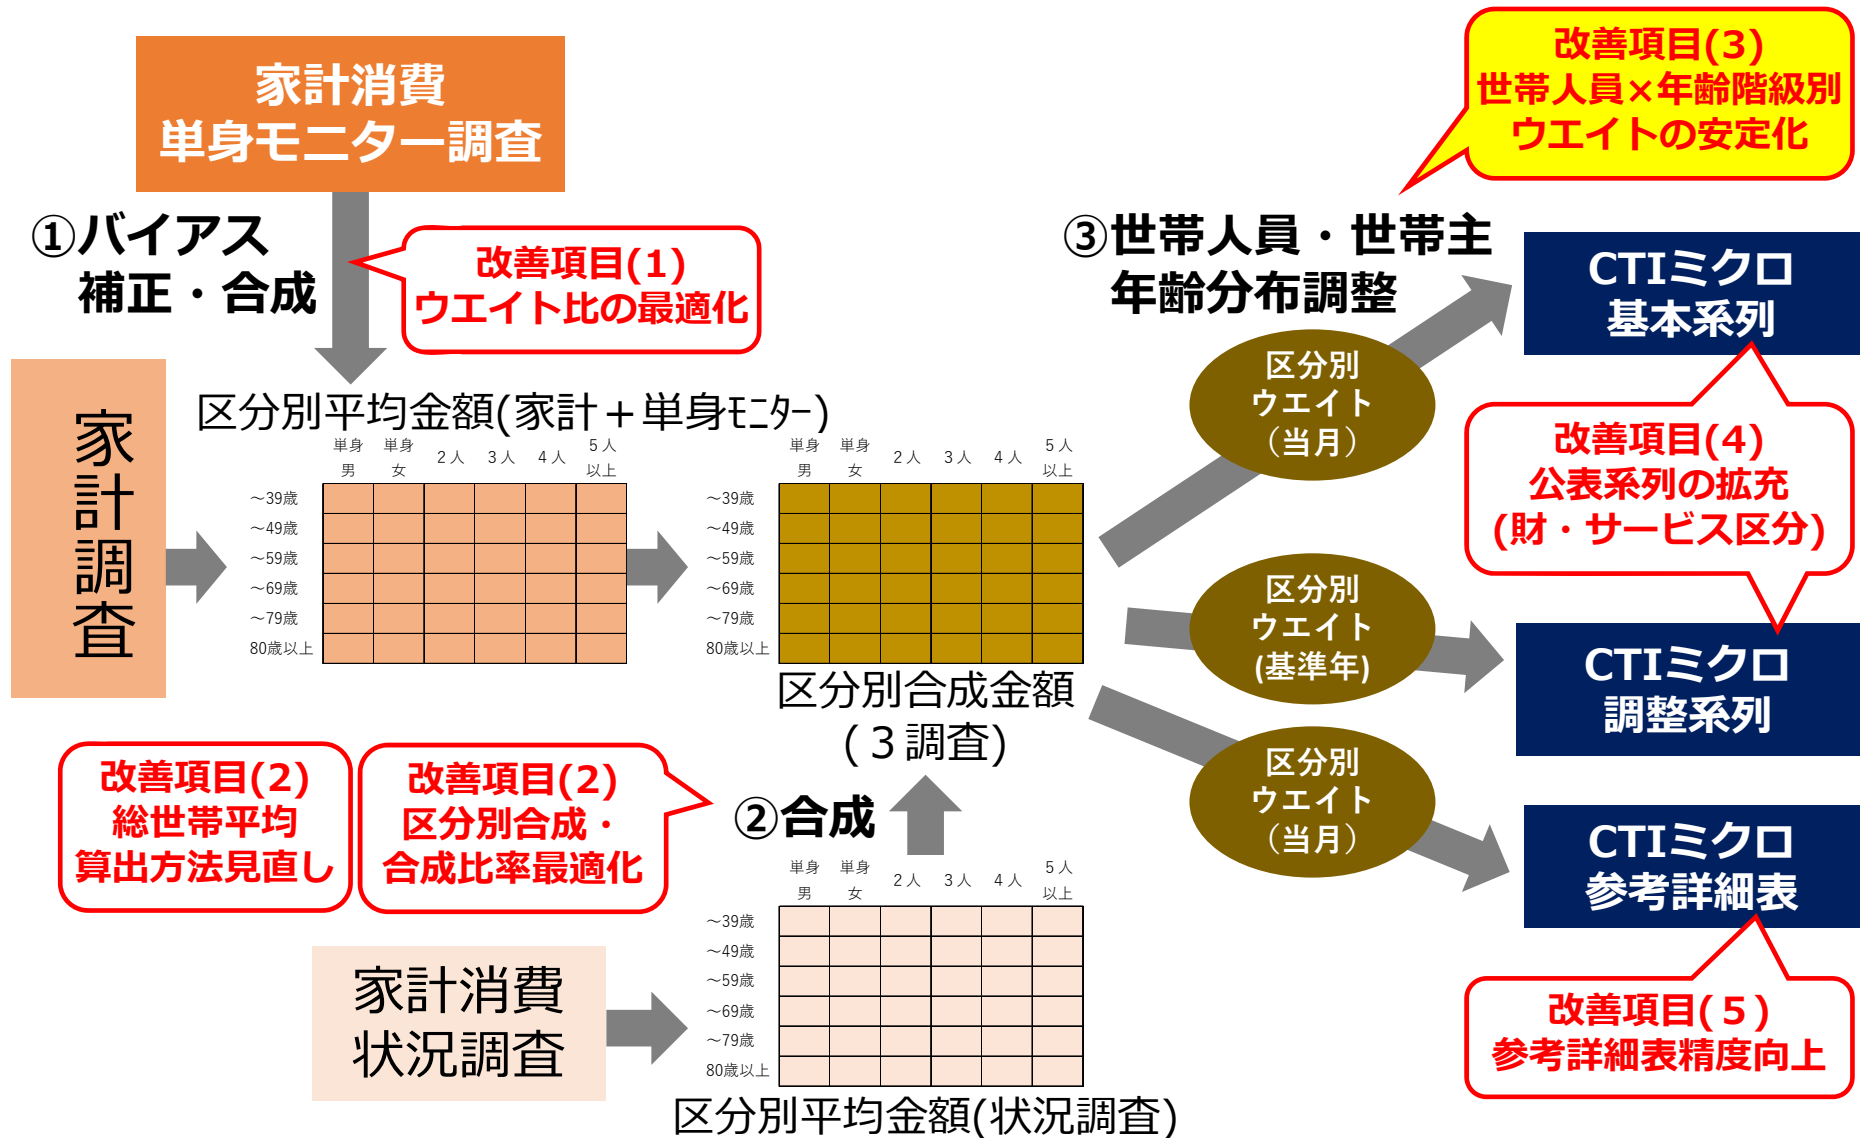 家計消費
単身モニター調査
改善項目(3)
世帯人員×年齢階級別
ウエイトの安定化
①バイアス
補正・合成
改善項目(1)
ウエイト比の最適化
③世帯人員・世帯主
年齢分布調整
CTIミクロ
基本系列
家計調査
区分別平均金額(家計＋単身ﾓﾆﾀｰ)
単身男 単身女 2人 3人 4人 5人以上
～39歳
～49歳
～59歳
～69歳
～79歳
80歳以上
単身男 単身女 2人 3人 4人 5人以上
～39歳
～49歳
～59歳
～69歳
～79歳
80歳以上
区分別合成金額
(３調査)
区分別
ウエイト
（当月）
改善項目(4)
公表系列の拡充
(財・サービス区分)
区分別
ウエイト
(基準年)
CTIミクロ
調整系列
改善項目(2)
総世帯平均
算出方法見直し
改善項目(2)
区分別合成・
合成比率最適化
②合成
区分別
ウエイト
（当月）
CTIミクロ
参考詳細表
家計消費
状況調査
単身男 単身女 2人 3人 4人 5人以上
～39歳
～49歳
～59歳
～69歳
～79歳
80歳以上
区分別平均金額(状況調査)
改善項目(５)
参考詳細表精度向上